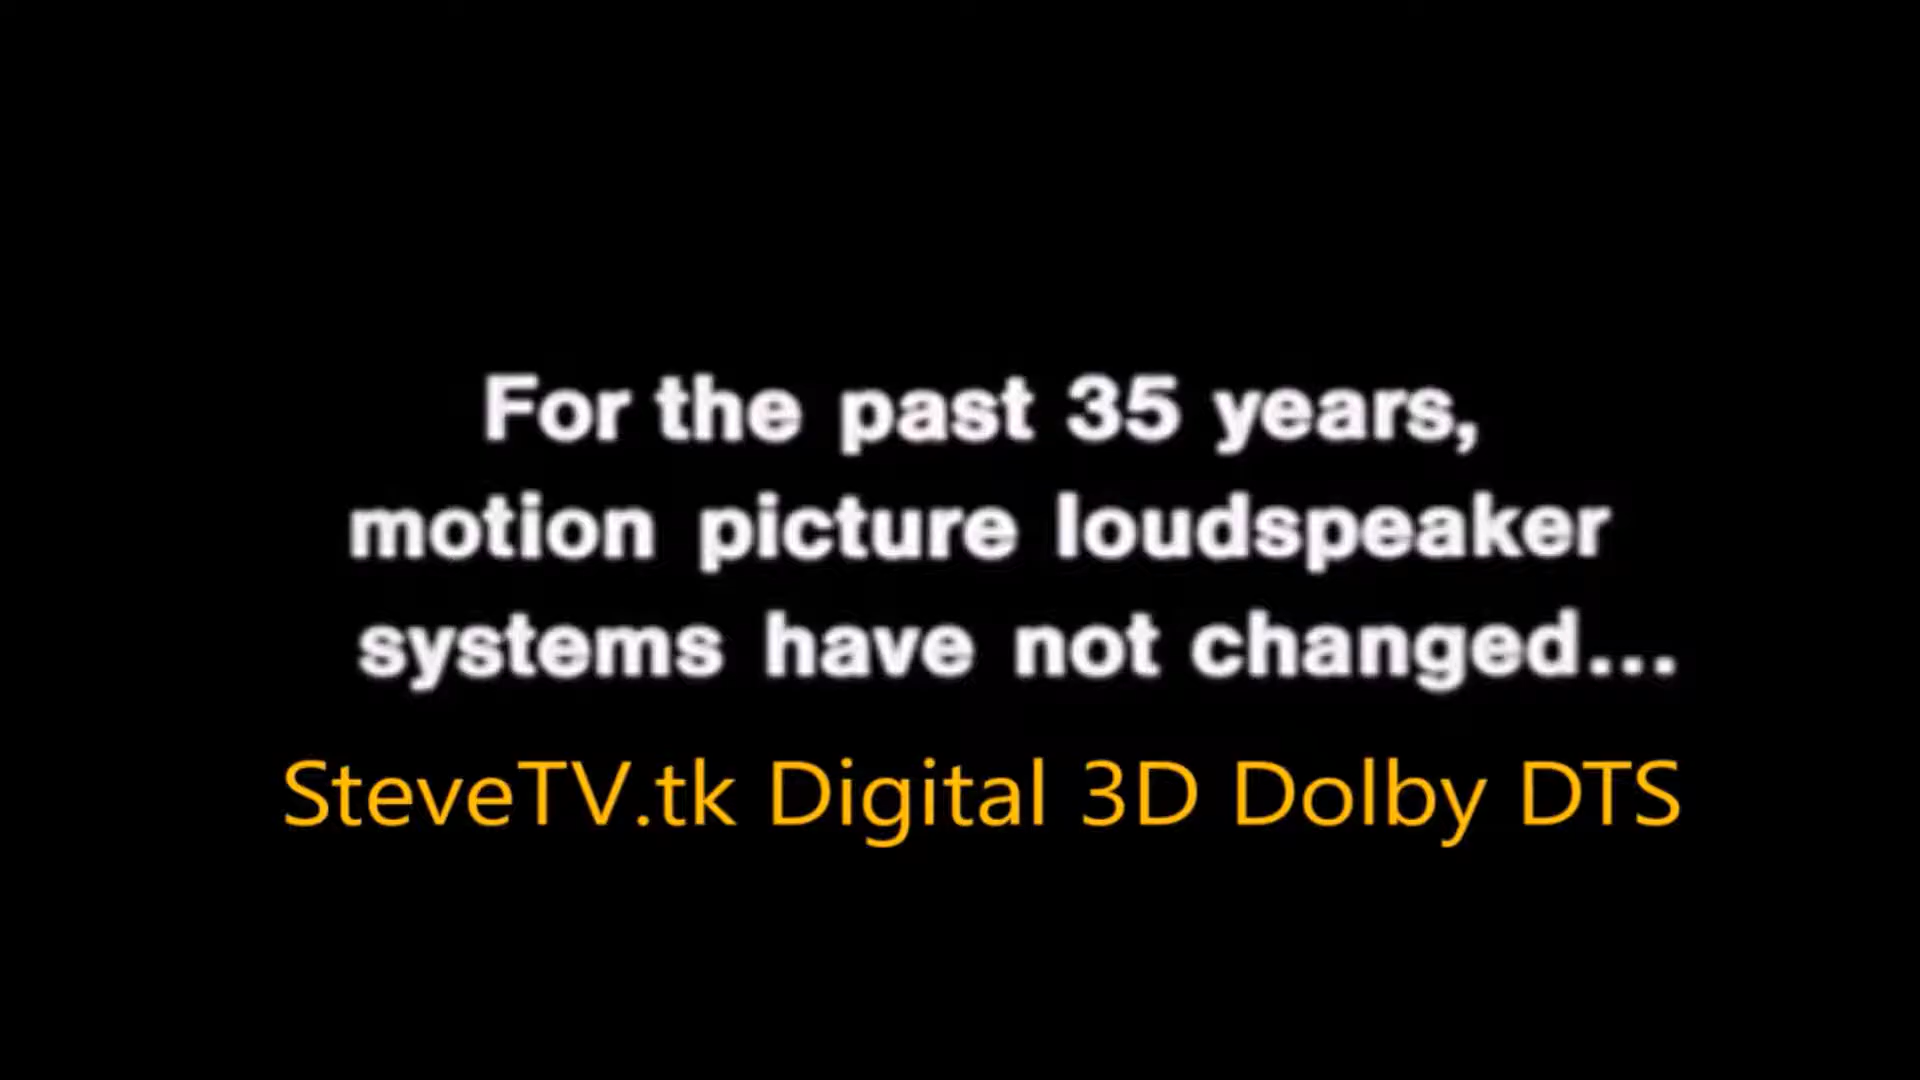 For the past 35 years,
motion picture loudspeaker
systems have not changed...
SteveTV.tk Digital 3D Dolby DTS